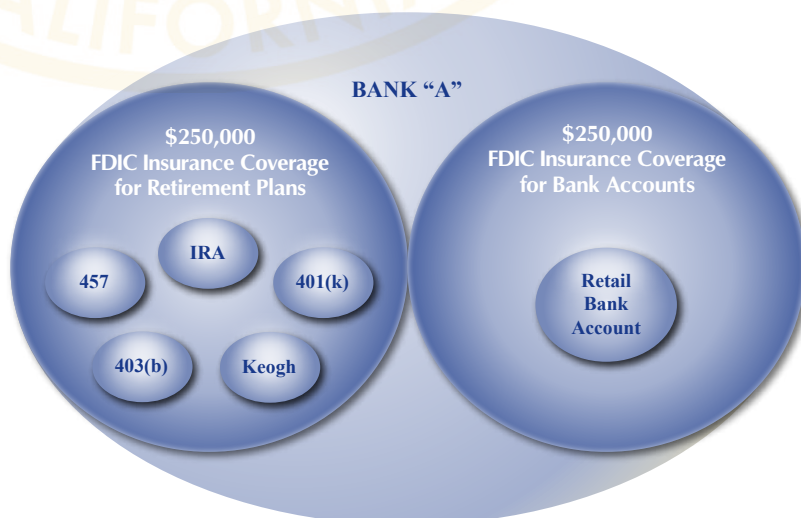 CALIFORNI
BANK “A”
$250,000
FDIC Insurance Coverage
for Retirement Plans
457
IRA
401(k)
403(b)
Keogh
$250,000
FDIC Insurance Coverage
for Bank Accounts
Retail
Bank
Account